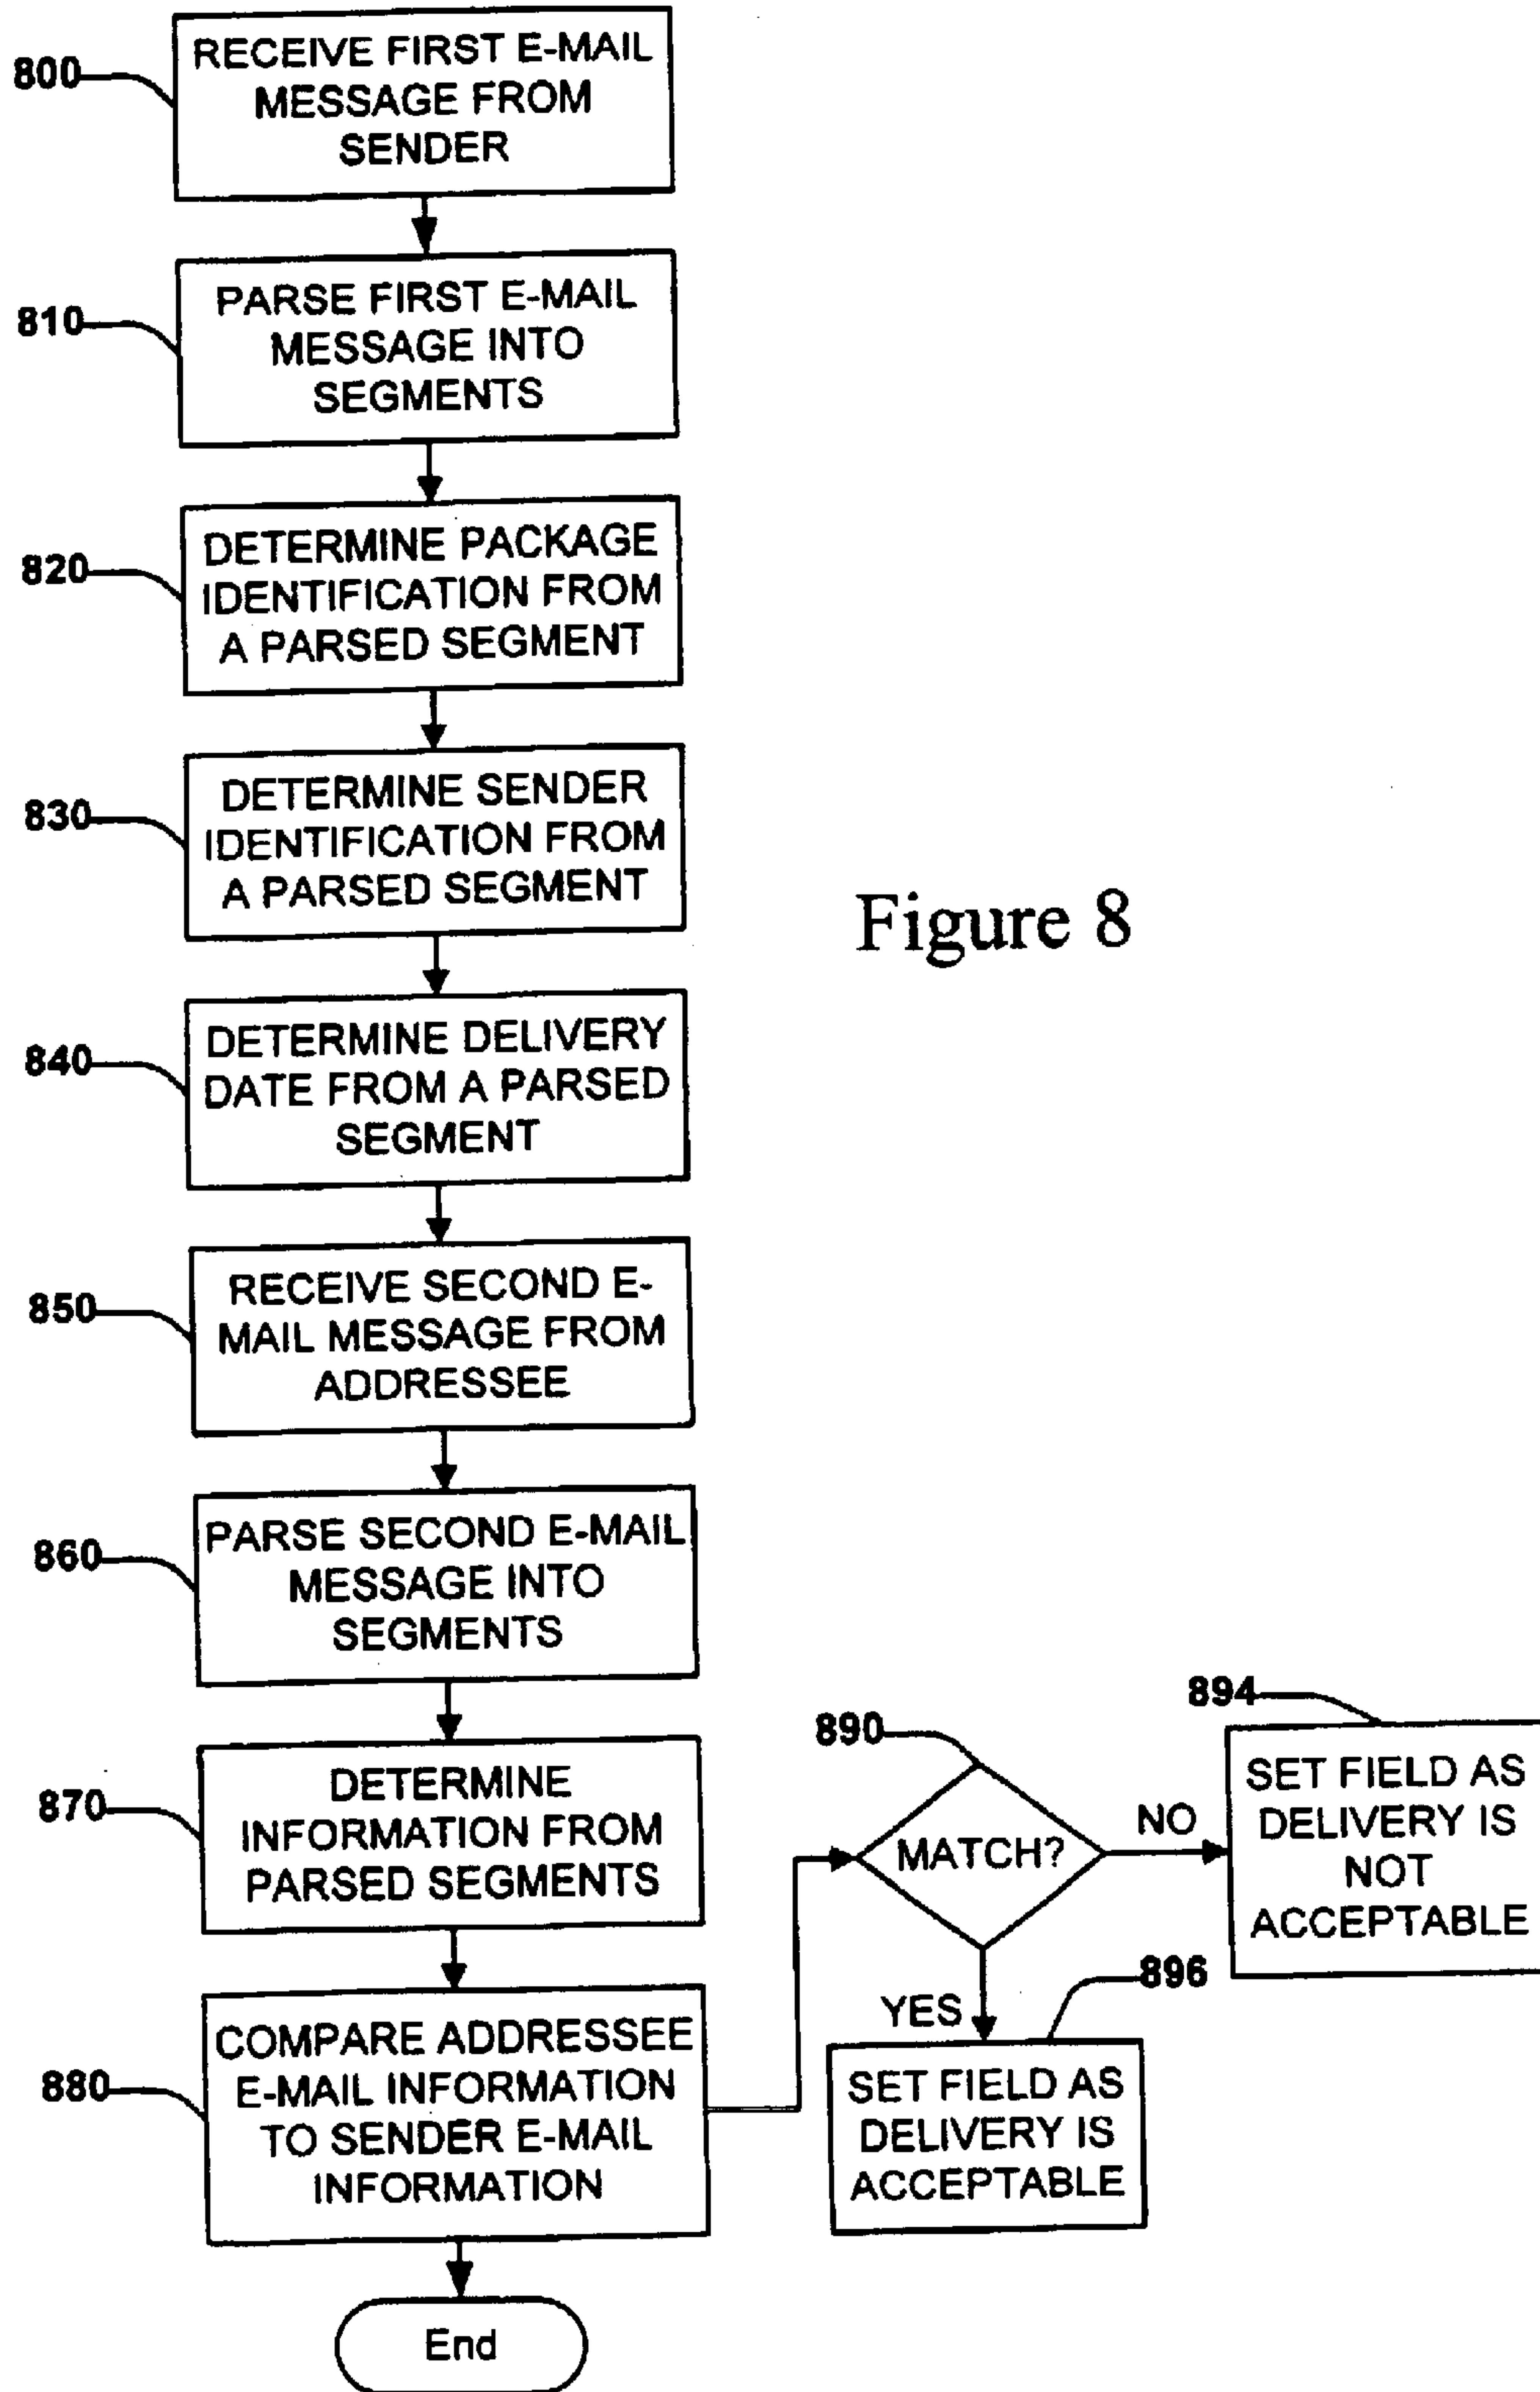 800
RECEIVE FIRST E-MAIL
MESSAGE FROM
SENDER
810
PARSE FIRST E-MAIL
MESSAGE INTO
SEGMENTS
820
DETERMINE PACKAGE
IDENTIFICATION FROM
A PARSED SEGMENT
830
DETERMINE SENDER
IDENTIFICATION FROM
A PARSED SEGMENT
Figure 8
840
DETERMINE DELIVERY
DATE FROM A PARSED
SEGMENT
850
RECEIVE SECOND E-
MAIL MESSAGE FROM
ADDRESSEE
860
PARSE SECOND E-MAIL
MESSAGE INTO
SEGMENTS
870
DETERMINE
INFORMATION FROM
PARSED SEGMENTS
880
COMPARE ADDRESSEE
E-MAIL INFORMATION
TO SENDER E-MAIL
INFORMATION
End
890
MATCH?
NO
894
SET FIELD AS
DELIVERY IS
NOT
ACCEPTABLE
YES
896
SET FIELD AS
DELIVERY IS
ACCEPTABLE